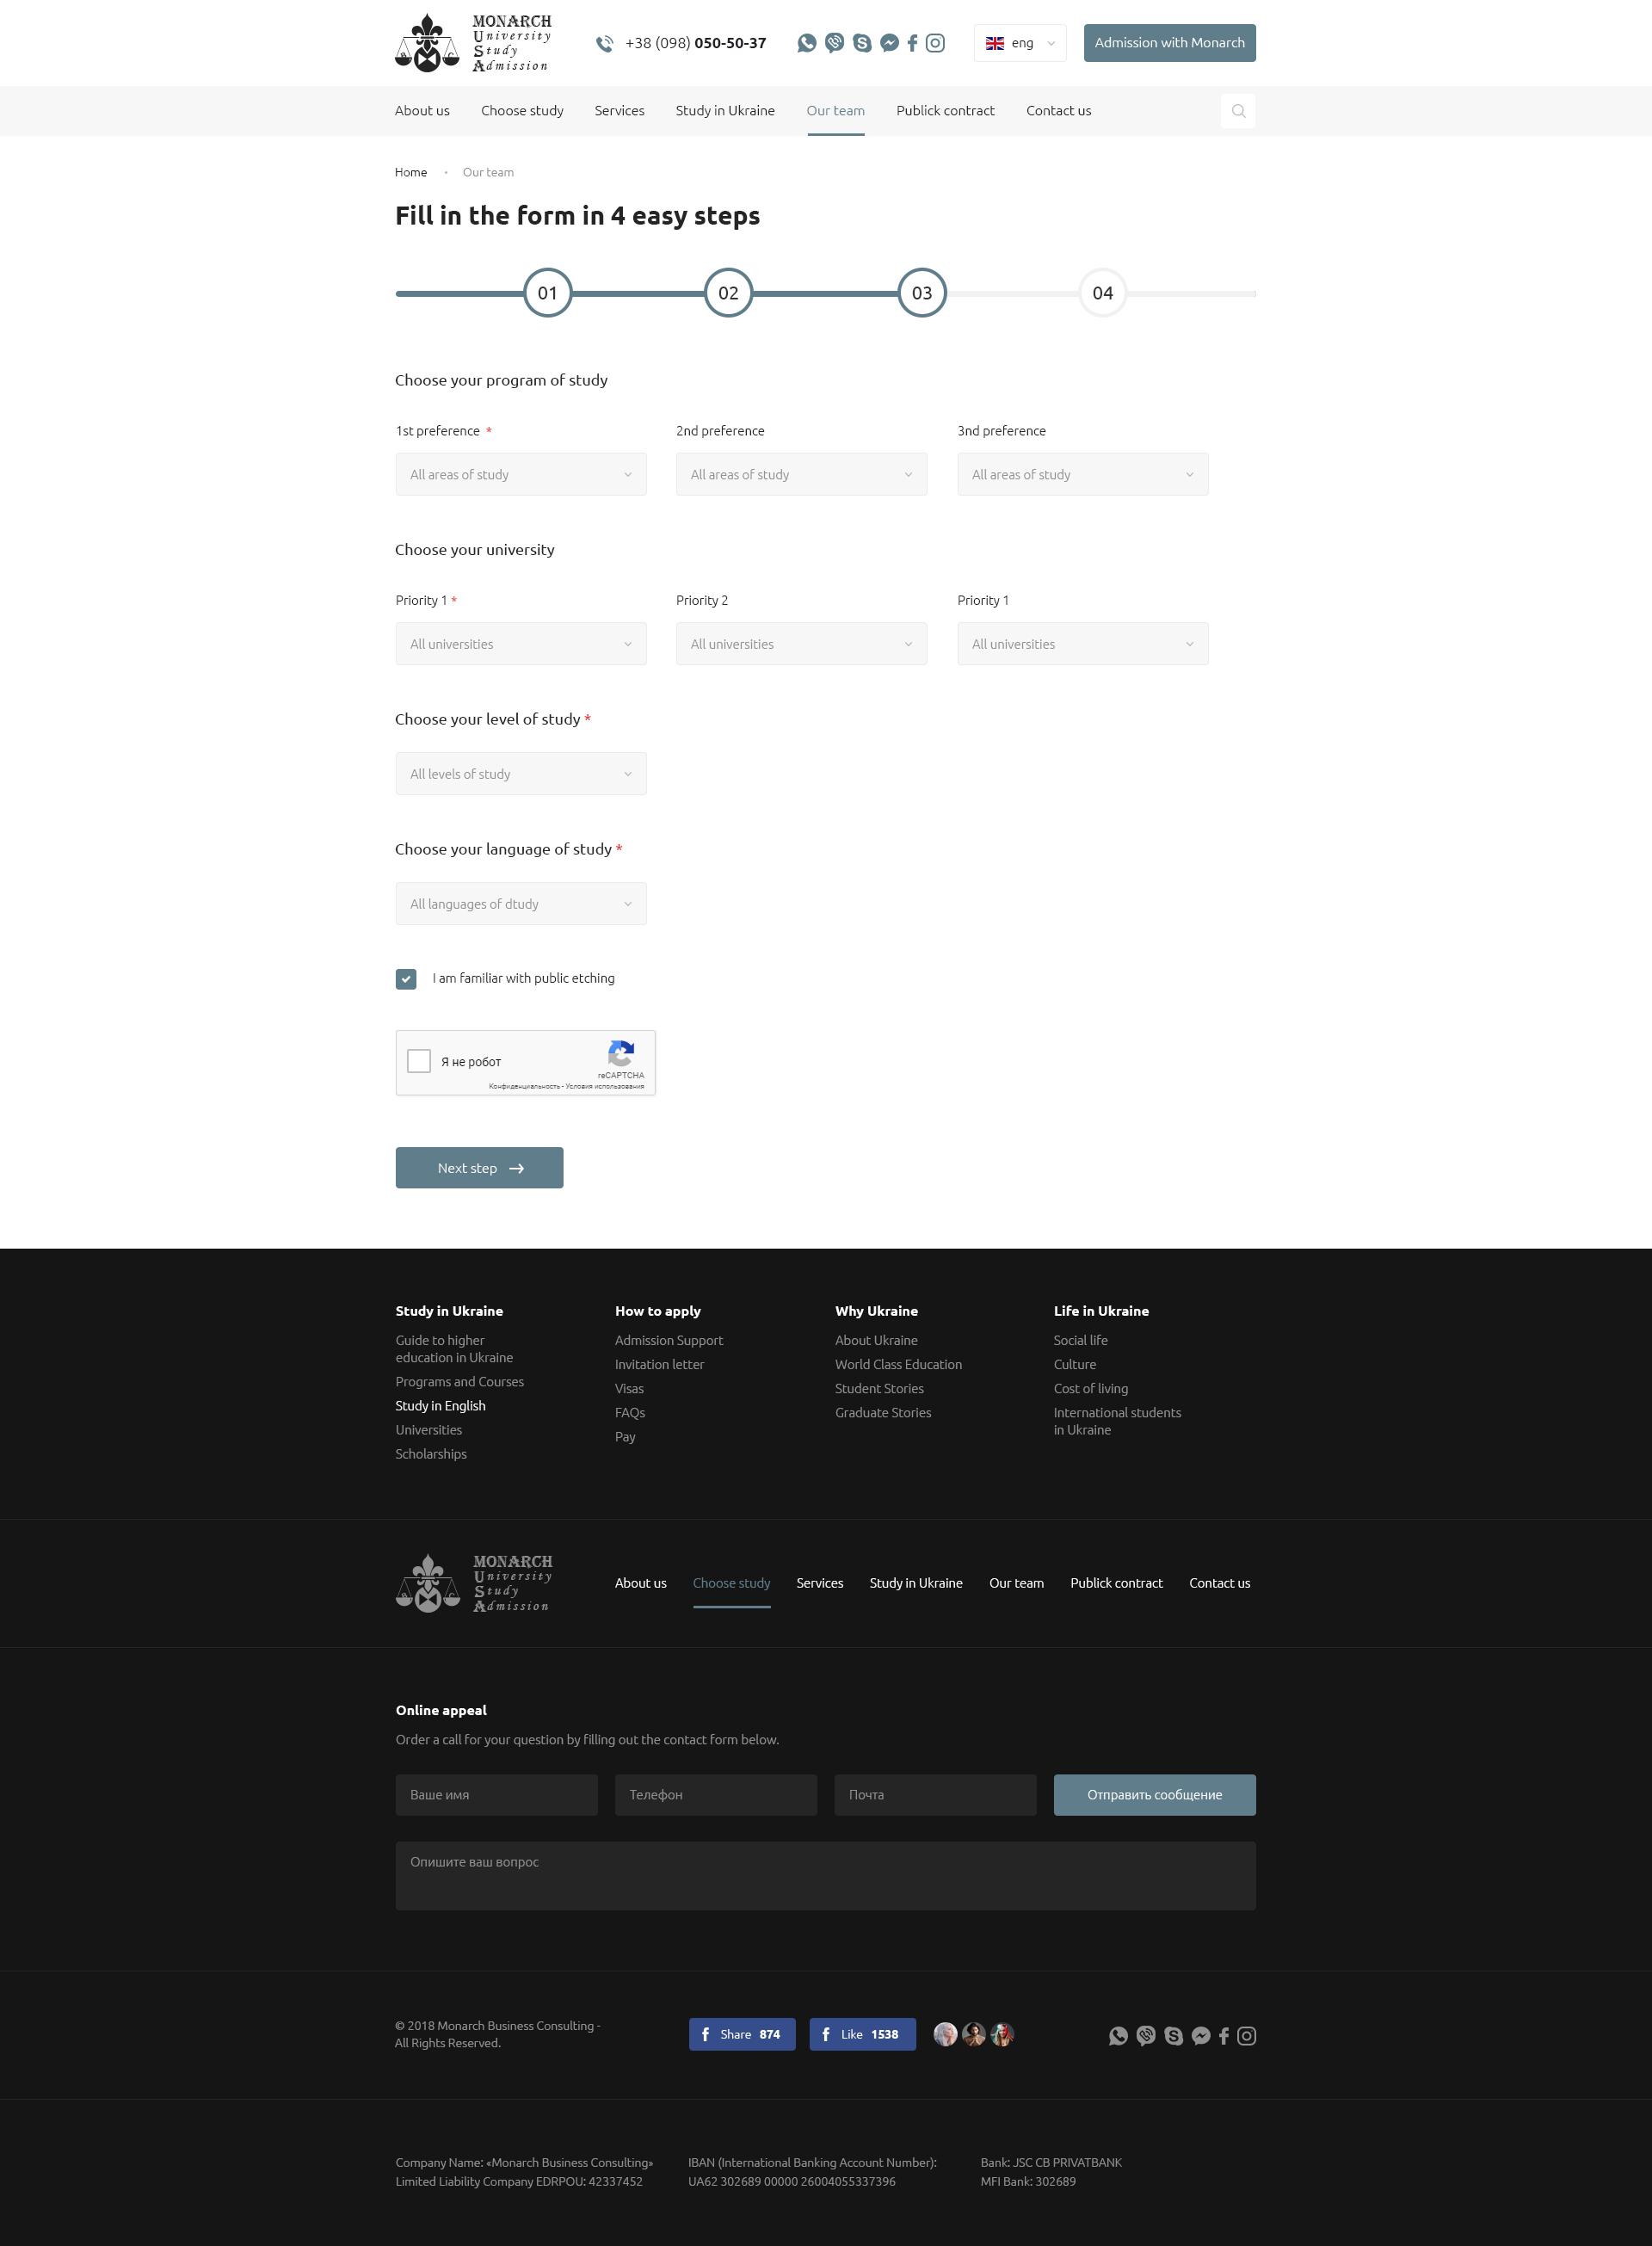 MONARCH
University
Study
Admission
+38 (098) 050-50-37
eng
Admission with Monarch
About us
Choose study
Services
Study in Ukraine
Our team
Publick contract
Contact us
Home • Our team
Fill in the form in 4 easy steps
01
02
03
04
Choose your program of study
1st preference *
2nd preference
3nd preference
All areas of study
All areas of study
All areas of study
Choose your university
Priority 1 *
Priority 2
Priority 1
All universities
All universities
All universities
Choose your level of study *
All levels of study
Choose your language of study *
All languages of dtudy
I am familiar with public etching
Я не робот
reCAPTCHA
Конфиденциальность - Условия использования
Next step
Study in Ukraine
Guide to higher
education in Ukraine
Programs and Courses
Study in English
Universities
Scholarships
How to apply
Admission Support
Invitation letter
Visas
FAQs
Pay
Why Ukraine
About Ukraine
World Class Education
Student Stories
Graduate Stories
Life in Ukraine
Social life
Culture
Cost of living
International students
in Ukraine
MONARCH
University
Study
Admission
About us
Choose study
Services
Study in Ukraine
Our team
Publick contract
Contact us
Online appeal
Order a call for your question by filling out the contact form below.
Ваше имя
Телефон
Почта
Отправить сообщение
Опишите ваш вопрос
© 2018 Monarch Business Consulting -
All Rights Reserved.
Share 874
Like 1538
Company Name: «Monarch Business Consulting»
Limited Liability Company EDRPOU: 42337452
IBAN (International Banking Account Number):
UA62 302689 00000 26004055337396
Bank: JSC CB PRIVATBANK
MFI Bank: 302689